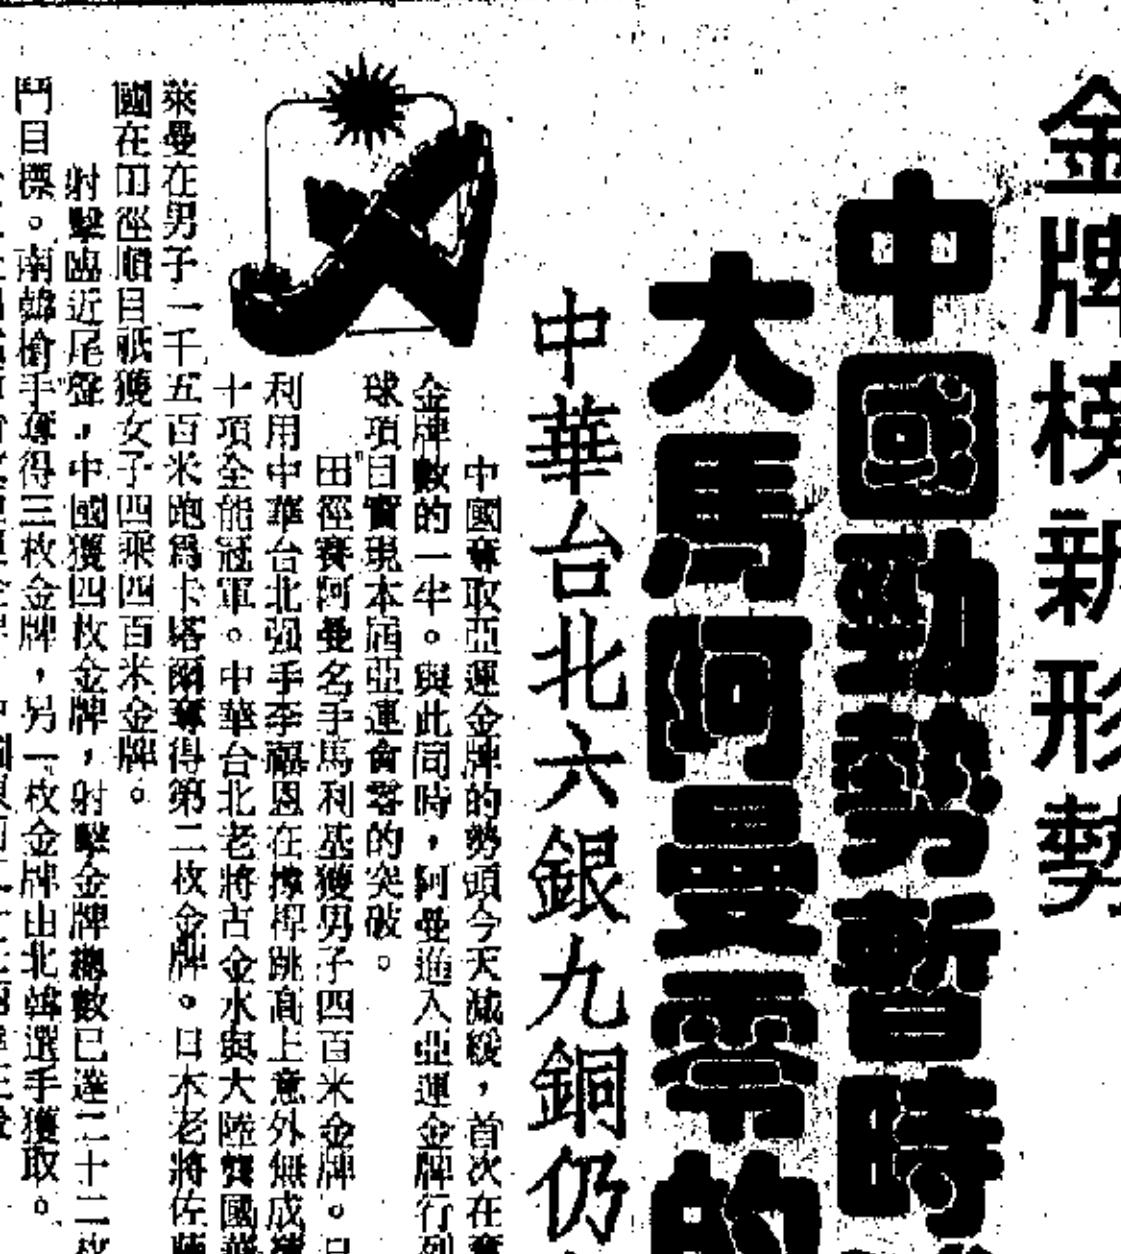 金牌榜新形勢
中國勁勢暫時
大馬阿曼零的
中華台北六銀九銅仍
中國奪取亞運金牌的勢頭今天減緩，首次在奪
金牌數的一半。與此同時，阿曼進入亞運金牌行列
球項目實現本屆亞運會零的突破。
田徑賽阿曼名手馬利基獲男子四百米金牌。
利用中華台北强手李福恩在撐桿跳高上意外無成績
十項全能冠軍。中華台北老將古金水與大陸龔國華
萊曼在男子一千五百米跑爲卡塔爾奪得第二枚金牌。日本老將佐藤
國在田徑順目祇獲女子四乘四百米金牌。
射擊臨近尾聲，中國獲四枚金牌，射擊金牌總數已達二十二枚
鬥目標。南韓槍手奪得三枚金牌，另一枚金牌由北韓選手獲取。